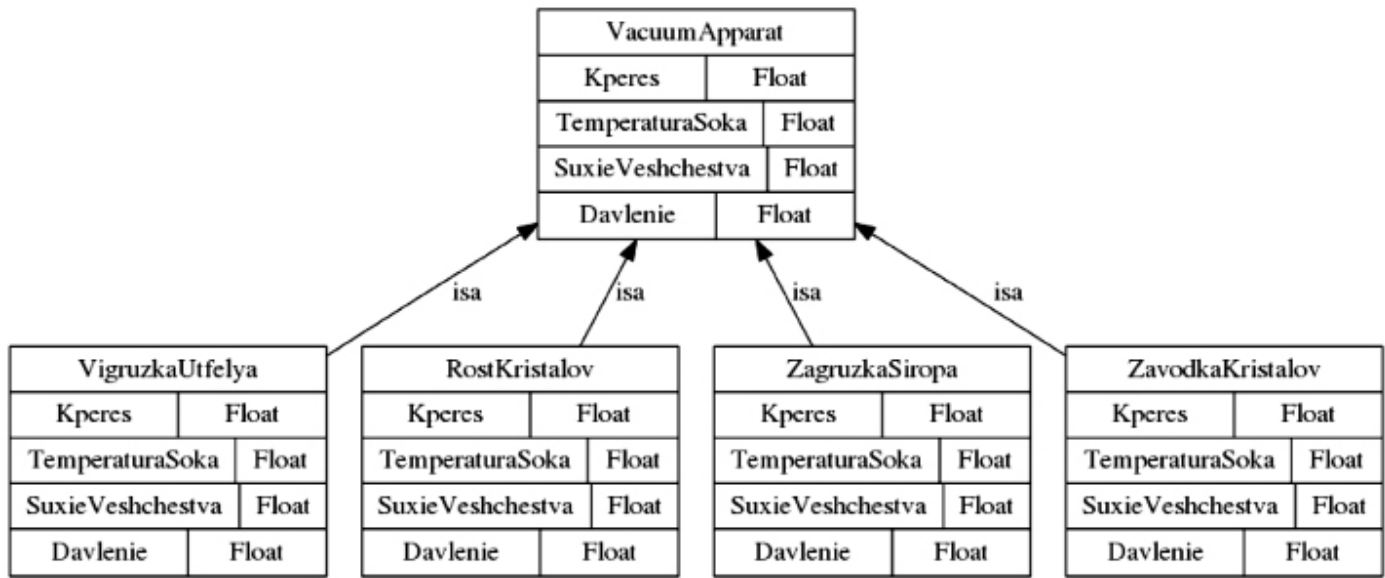 VacuumApparat
Kperes Float
TemperaturaSoka Float
SuxieVeshchestva Float
Davlenie Float
isa isa isa isa
VigruzkaUtfelya
Kperes Float
TemperaturaSoka Float
SuxieVeshchestva Float
Davlenie Float
RostKristalov
Kperes Float
TemperaturaSoka Float
SuxieVeshchestva Float
Davlenie Float
ZagruzkaSiropa
Kperes Float
TemperaturaSoka Float
SuxieVeshchestva Float
Davlenie Float
ZavodkaKristalov
Kperes Float
TemperaturaSoka Float
SuxieVeshchestva Float
Davlenie Float